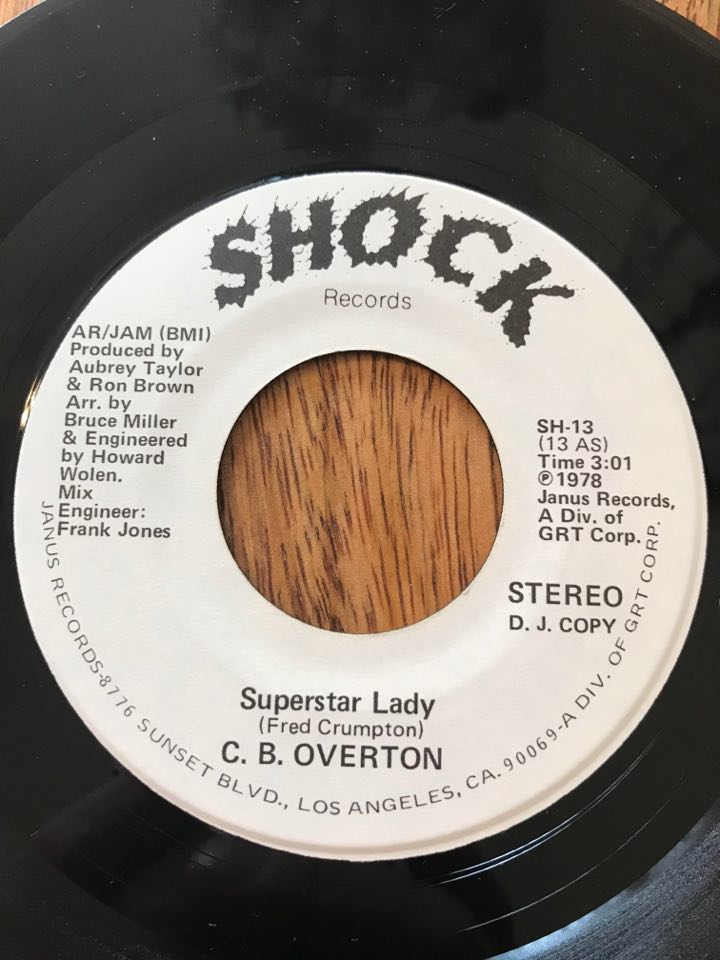 SHOCK
Records
AR/JAM (BMI)
Produced by
Aubrey Taylor
& Ron Brown
Arr. by
Bruce Miller
& Engineered
by Howard
Wolen.
Mix
Engineer:
Frank Jones
SH-13
(13 AS)
Time 3:01
℗1978
Janus Records,
A Div. of
GRT Corp.
STEREO
D. J. COPY
Superstar Lady
(Fred Crumpton)
C. B. OVERTON
JANUS RECORDS-8776 SUNSET BLVD., LOS ANGELES, CA. 90069-A DIV. OF GRT CORP.